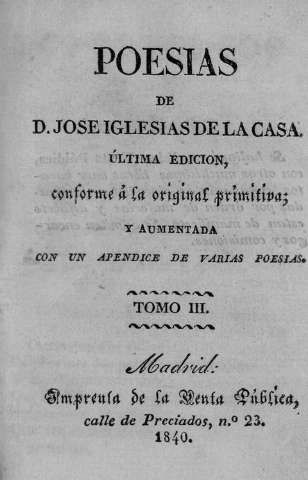 POESIAS
DE
D. JOSE IGLESIAS DE LA CASA.
ÚLTIMA EDICION,
conforme á la original primitiva;
Y AUMENTADA
CON UN APENDICE DE VARIAS POESIAS.
TOMO III.
Madrid:
Imprenta de la Venta Pública,
calle de Preciados, n.º 23.
1840.